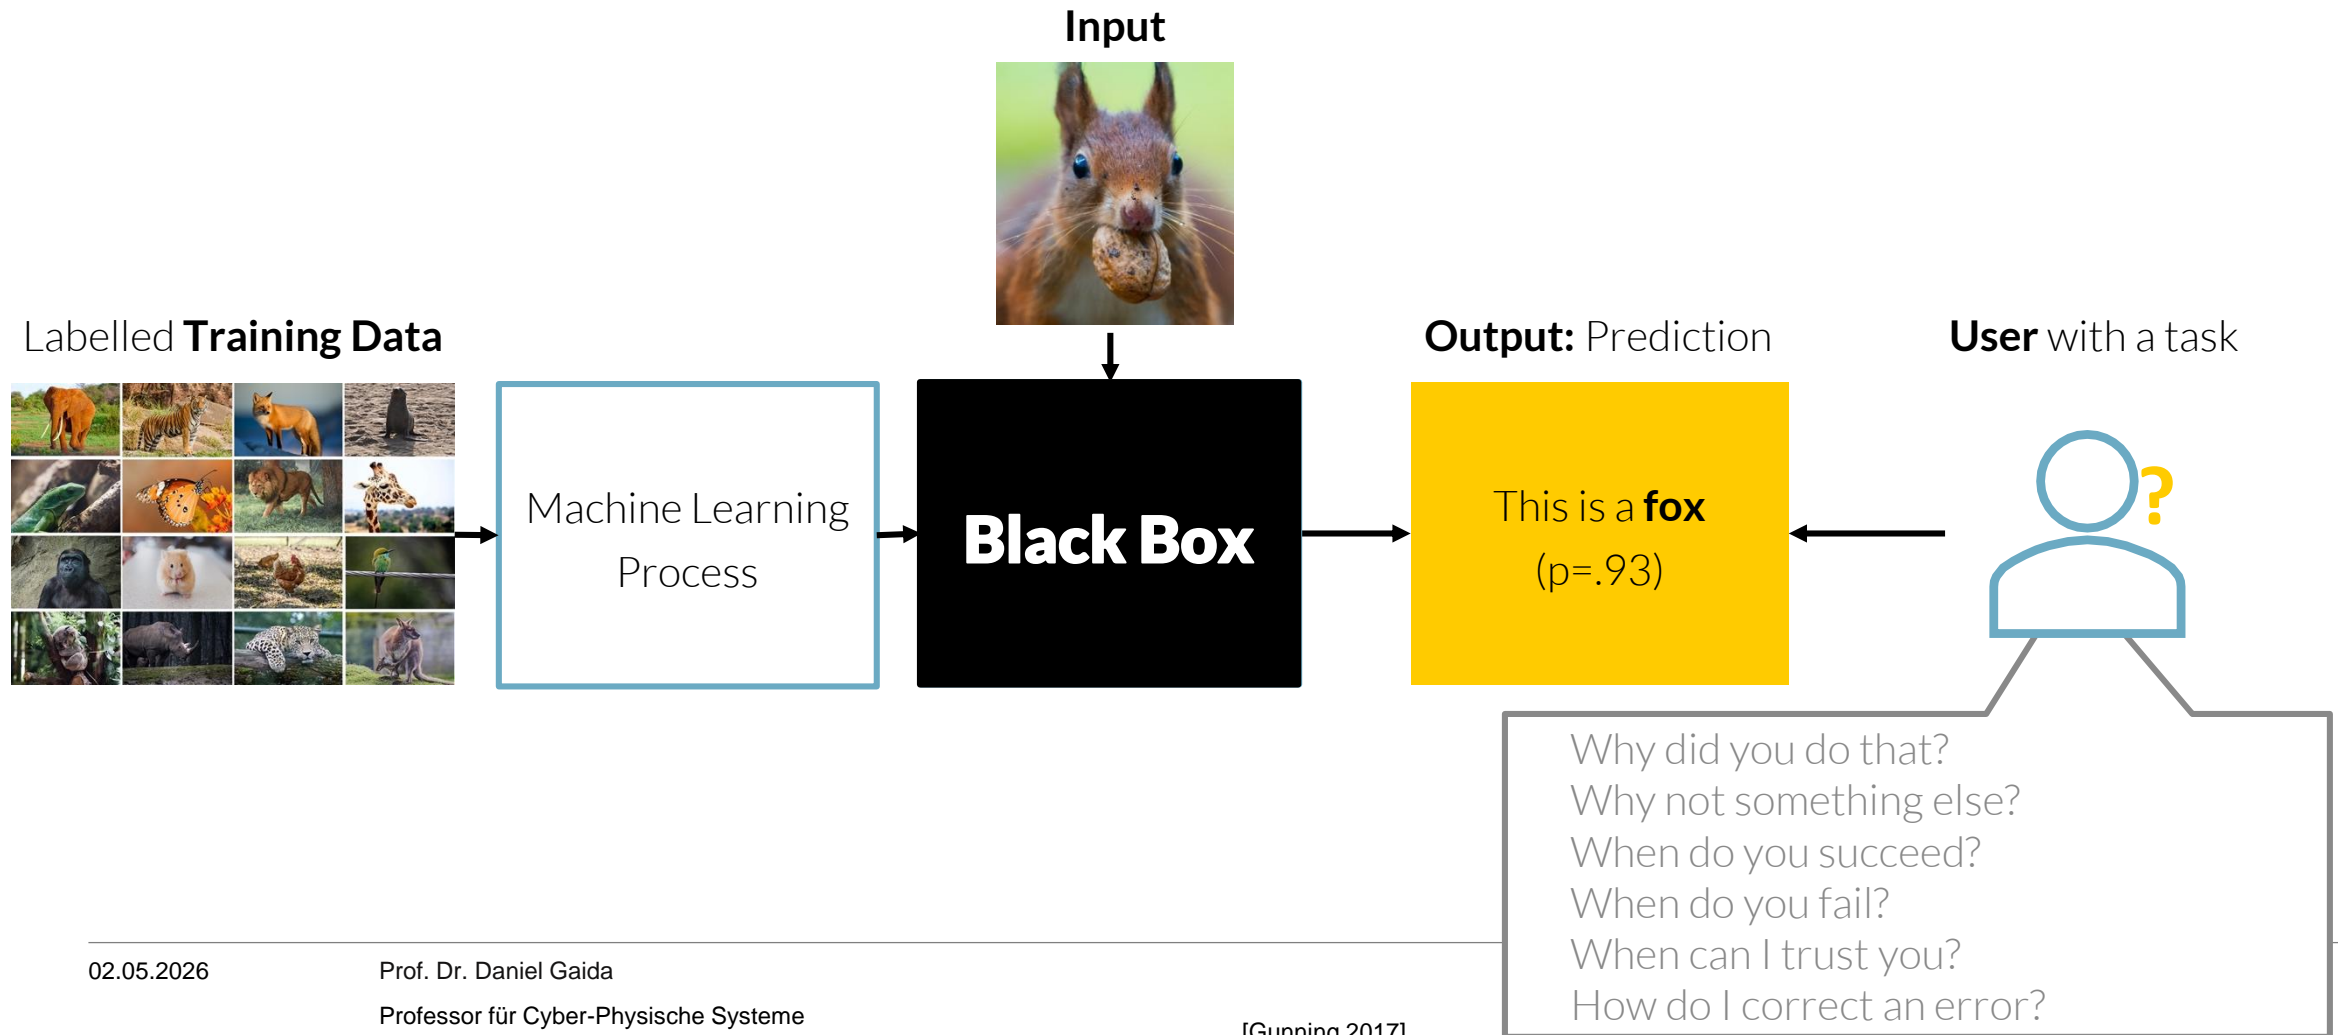 Input
Labelled Training Data
Output: Prediction
User with a task
Machine Learning
Process
Black Box
This is a fox
(p=.93)
?
Why did you do that?
Why not something else?
When do you succeed?
When do you fail?
When can I trust you?
How do I correct an error?
02.05.2026
Prof. Dr. Daniel Gaida
Professor für Cyber-Physische Systeme
[Gunning 2017]